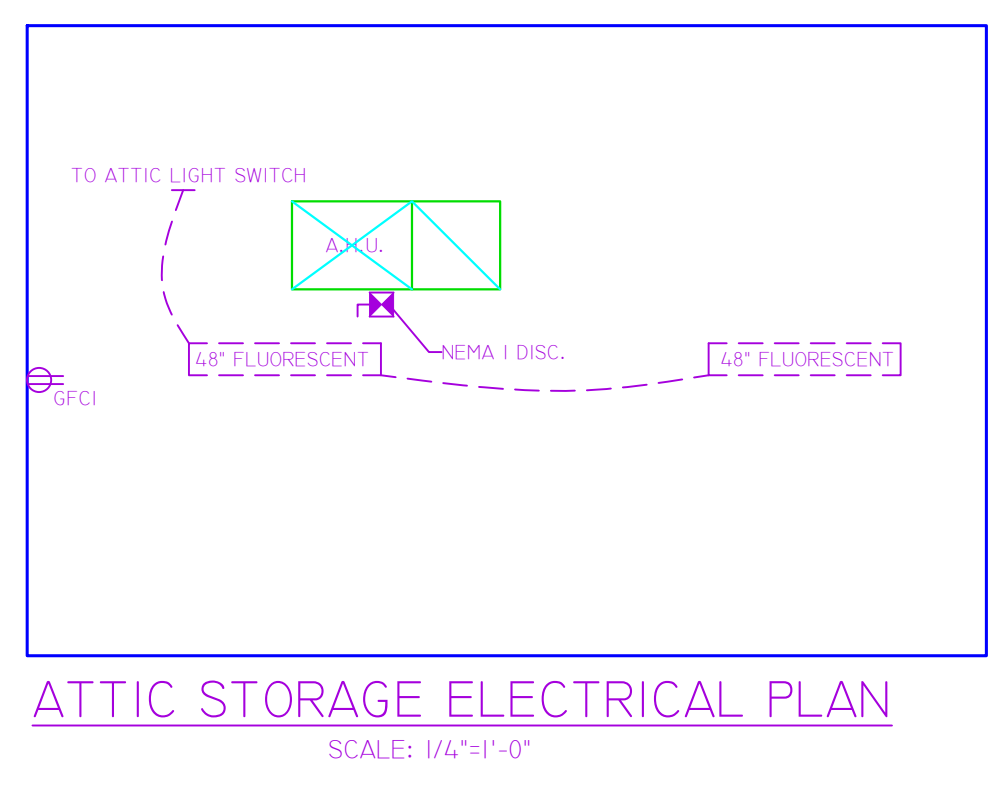 TO ATTIC LIGHT SWITCH
A.H.U.
NEMA 1 DISC.
48" FLUORESCENT
48" FLUORESCENT
GFCI
ATTIC STORAGE ELECTRICAL PLAN
SCALE: 1/4"=1'-0"